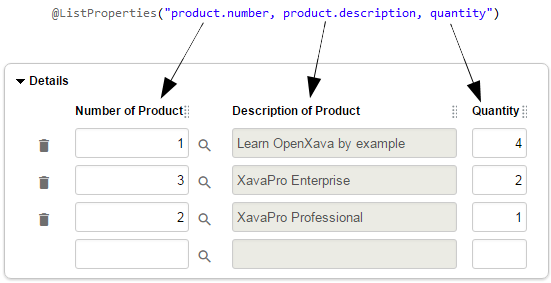 @ListProperties("product.number, product.description, quantity")
Details
Number of Product Description of Product Quantity
1 Learn OpenXava by example 4
3 XavaPro Enterprise 2
2 XavaPro Professional 1